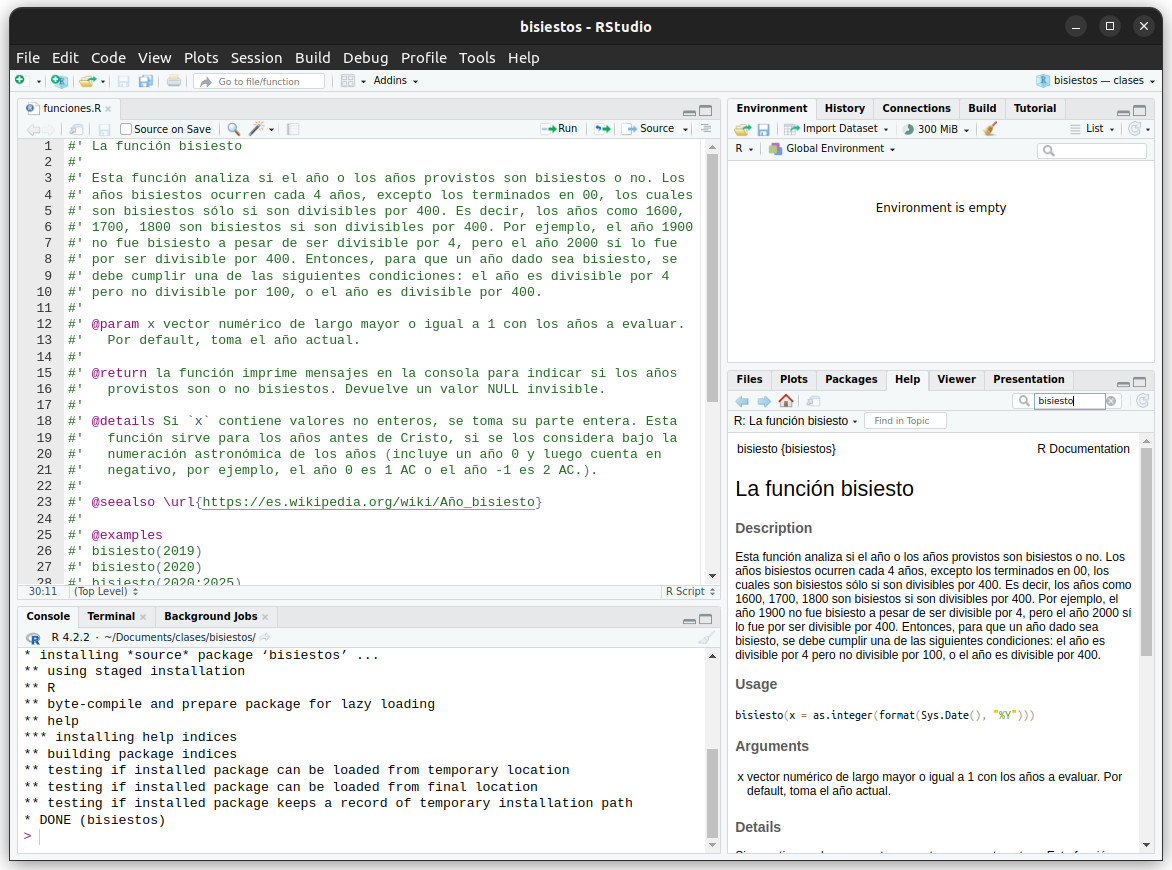 bisiestos - RStudio
File Edit Code View Plots Session Build Debug Profile Tools Help
Go to file/function Addins bisiestos — clases
funciones.R
Source on Save Run Source
1 #' La función bisiesto
2 #'
3 #' Esta función analiza si el año o los años provistos son bisiestos o no. Los
4 #' años bisiestos ocurren cada 4 años, excepto los terminados en 00, los cuales
5 #' son bisiestos sólo si son divisibles por 400. Es decir, los años como 1600,
6 #' 1700, 1800 son bisiestos si son divisibles por 400. Por ejemplo, el año 1900
7 #' no fue bisiesto a pesar de ser divisible por 4, pero el año 2000 sí lo fue
8 #' por ser divisible por 400. Entonces, para que un año dado sea bisiesto, se
9 #' debe cumplir una de las siguientes condiciones: el año es divisible por 4
10 #' pero no divisible por 100, o el año es divisible por 400.
11 #'
12 #' @param x vector numérico de largo mayor o igual a 1 con los años a evaluar.
13 #'   Por default, toma el año actual.
14 #'
15 #' @return la función imprime mensajes en la consola para indicar si los años
16 #'   provistos son o no bisiestos. Devuelve un valor NULL invisible.
17 #'
18 #' @details Si `x` contiene valores no enteros, se toma su parte entera. Esta
19 #'   función sirve para los años antes de Cristo, si se los considera bajo la
20 #'   numeración astronómica de los años (incluye un año 0 y luego cuenta en
21 #'   negativo, por ejemplo, el año 0 es 1 AC o el año -1 es 2 AC.).
22 #'
23 #' @seealso \url{https://es.wikipedia.org/wiki/Año_bisiesto}
24 #'
25 #' @examples
26 #' bisiesto(2019)
27 #' bisiesto(2020)
28 #' bisiesto(2020:2025)
30:11 (Top Level) R Script
Console Terminal Background Jobs
R 4.2.2 · ~/Documents/clases/bisiestos/
* installing *source* package ‘bisiestos’ ...
** using staged installation
** R
** byte-compile and prepare package for lazy loading
** help
*** installing help indices
** building package indices
** testing if installed package can be loaded from temporary location
** testing if installed package can be loaded from final location
** testing if installed package keeps a record of temporary installation path
* DONE (bisiestos)
>
Environment History Connections Build Tutorial
Import Dataset 300 MiB List
R Global Environment
Environment is empty
Files Plots Packages Help Viewer Presentation
bisiesto
R: La función bisiesto Find in Topic
bisiesto {bisiestos} R Documentation
La función bisiesto
Description
Esta función analiza si el año o los años provistos son bisiestos o no. Los
años bisiestos ocurren cada 4 años, excepto los terminados en 00, los
cuales son bisiestos sólo si son divisibles por 400. Es decir, los años como
1600, 1700, 1800 son bisiestos si son divisibles por 400. Por ejemplo, el
año 1900 no fue bisiesto a pesar de ser divisible por 4, pero el año 2000 sí
lo fue por ser divisible por 400. Entonces, para que un año dado sea
bisiesto, se debe cumplir una de las siguientes condiciones: el año es
divisible por 4 pero no divisible por 100, o el año es divisible por 400.
Usage
bisiesto(x = as.integer(format(Sys.Date(), "%Y")))
Arguments
x vector numérico de largo mayor o igual a 1 con los años a evaluar. Por
default, toma el año actual.
Details